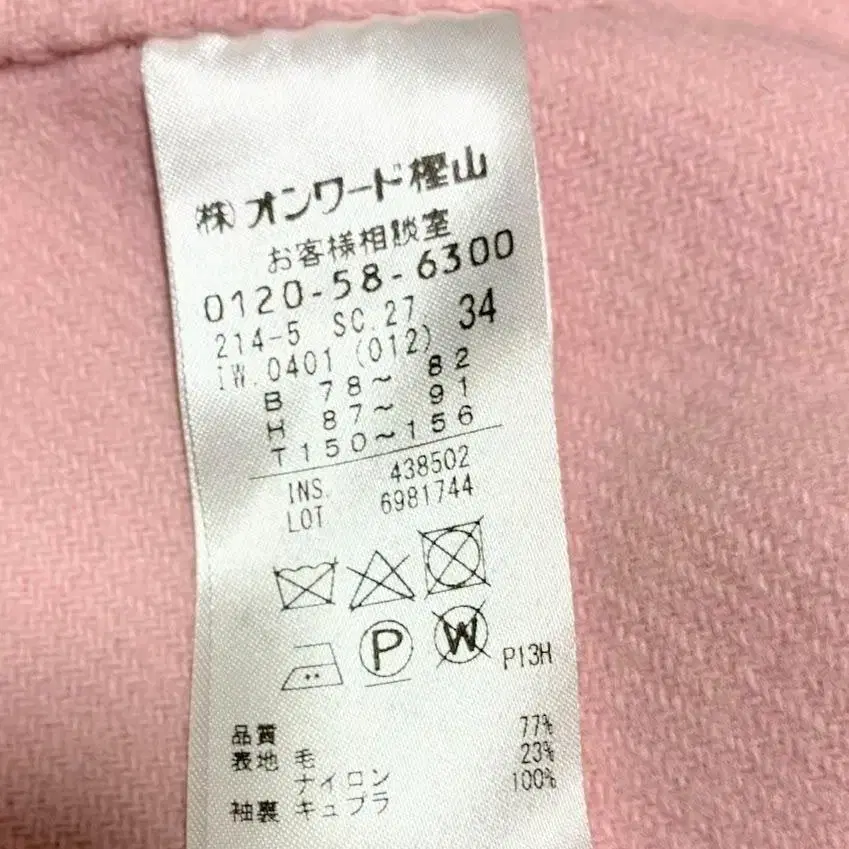 (株)オンワード樫山
お客様相談室
0120-58-6300
214-5 SC.27 34
IW.0401 (012)
B 78～ 82
H 87～ 91
T150～156
INS. 438502
LOT 6981744
P W P13H
品質
表地 毛 77%
ナイロン 23%
袖裏 キュプラ 100%